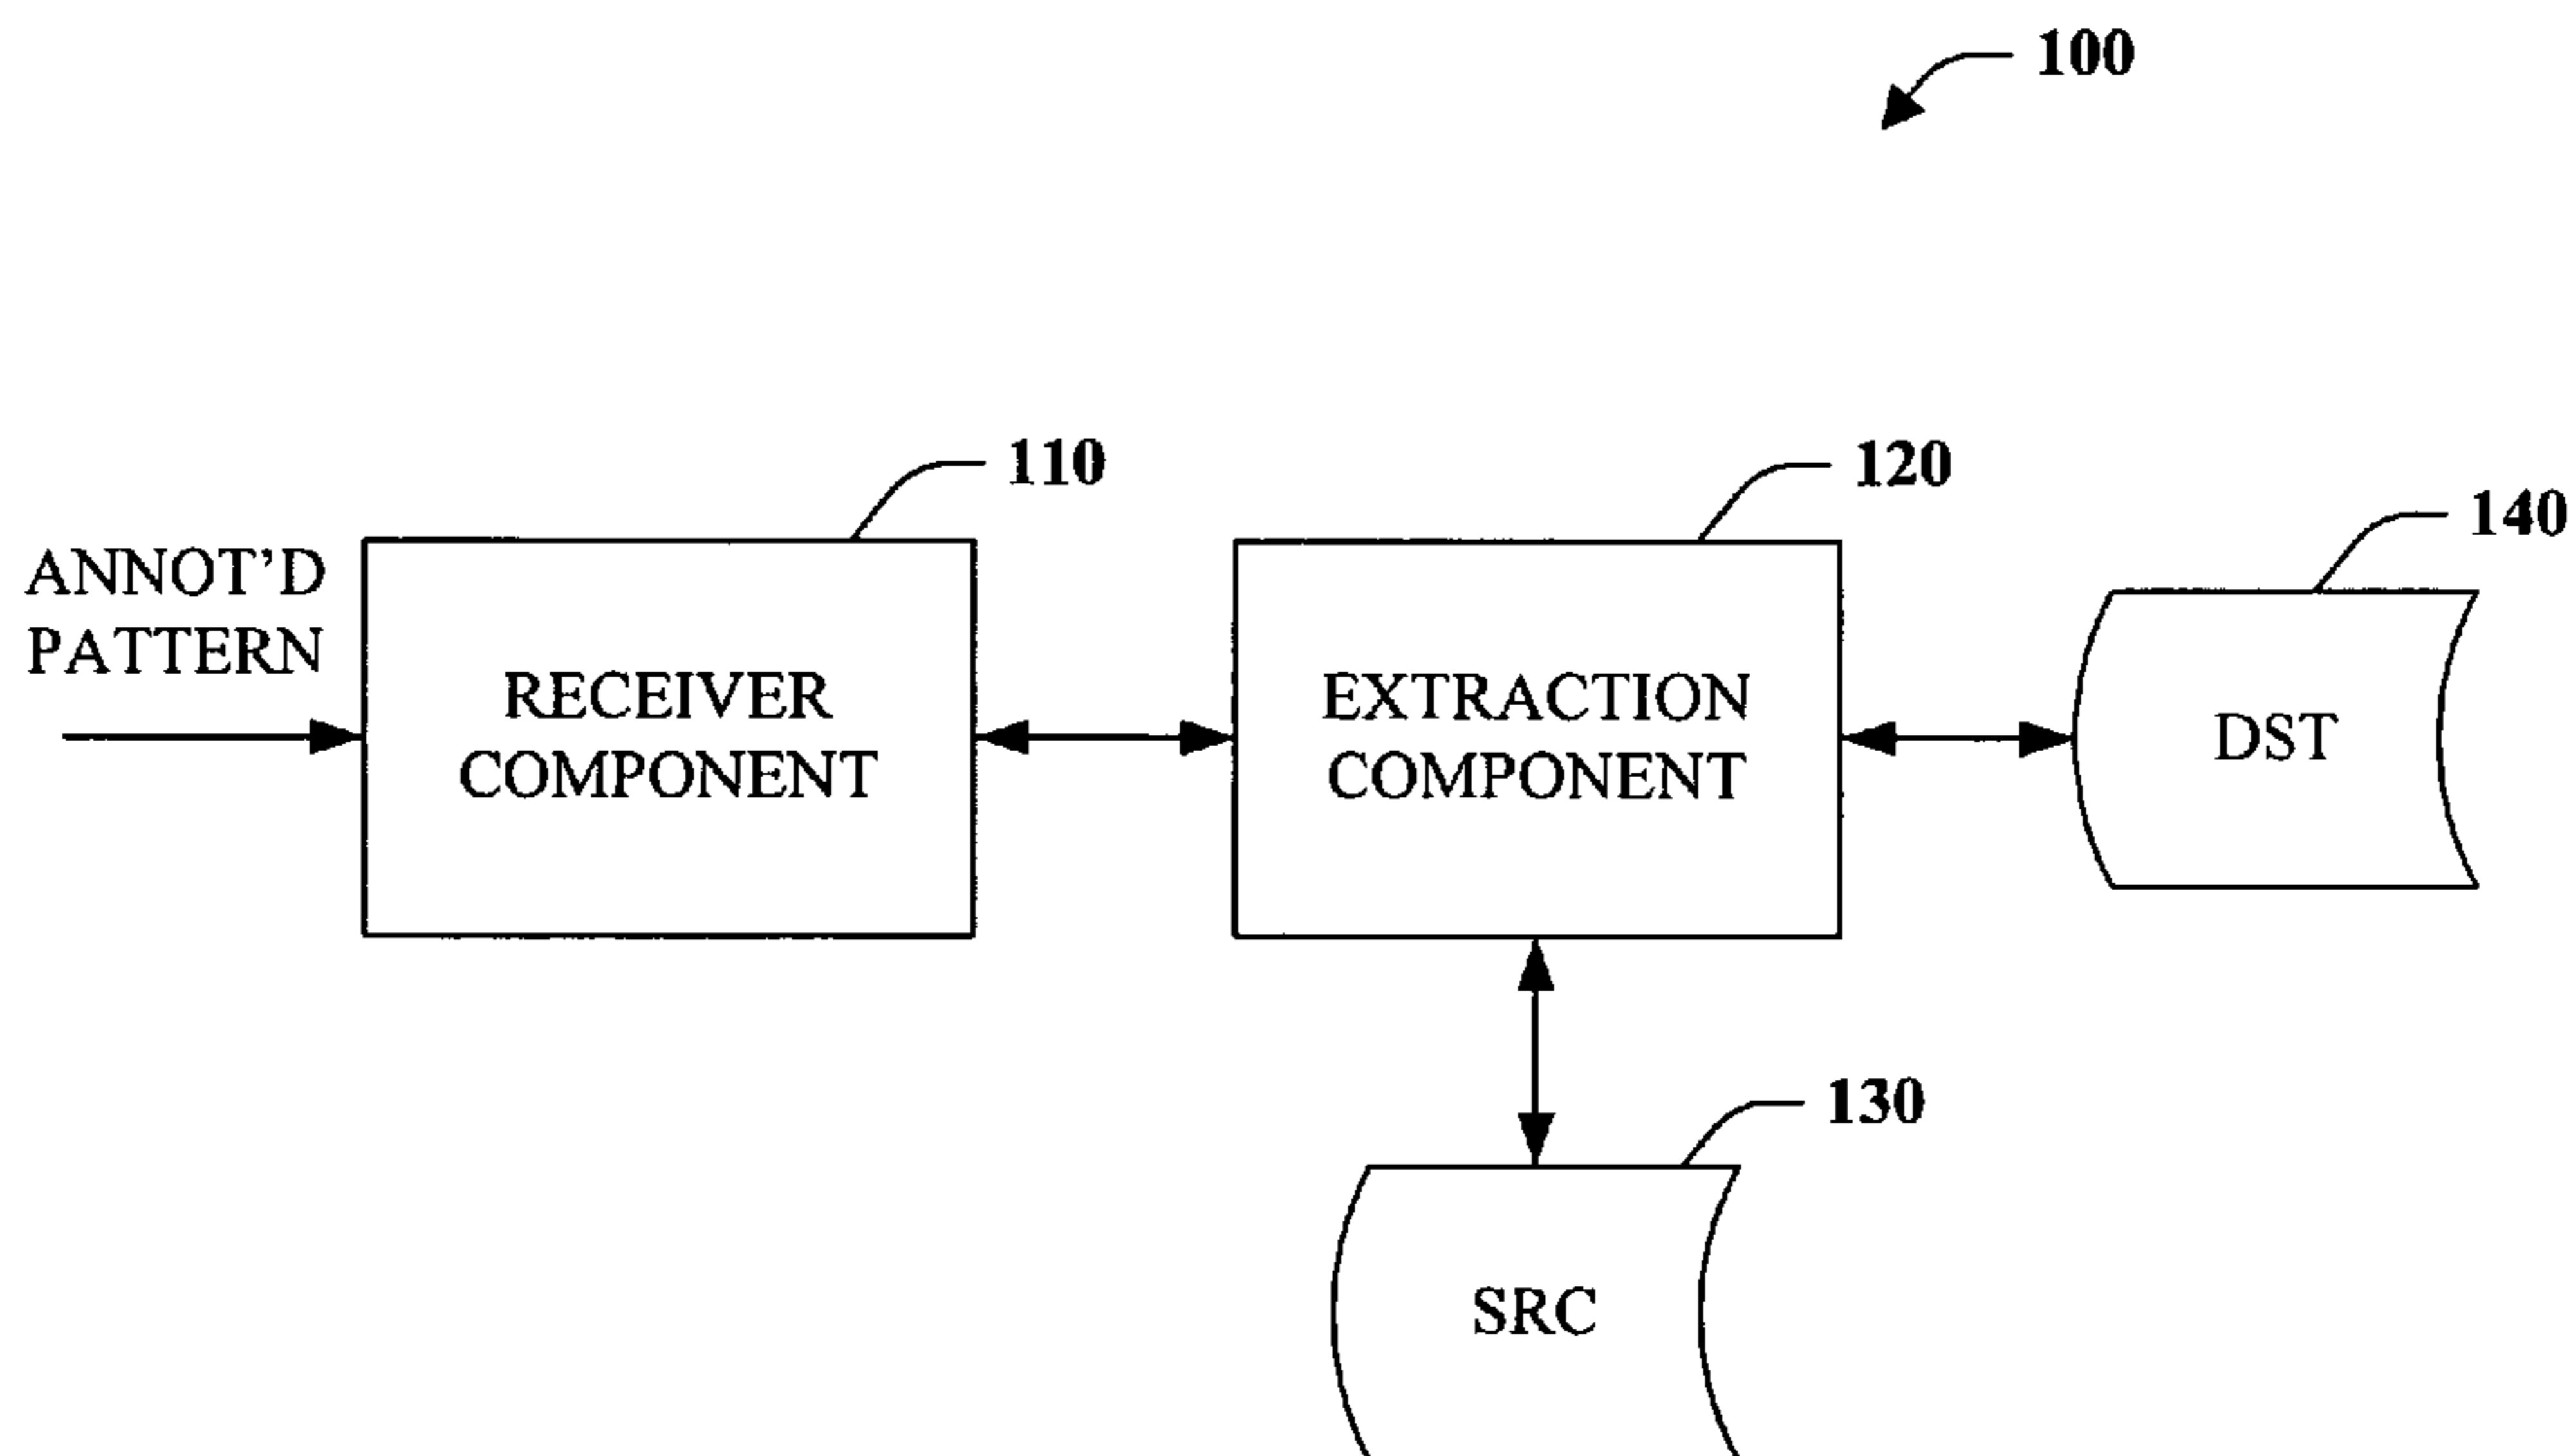 100
110
120
140
ANNOT’D
PATTERN
RECEIVER
COMPONENT
EXTRACTION
COMPONENT
DST
130
SRC